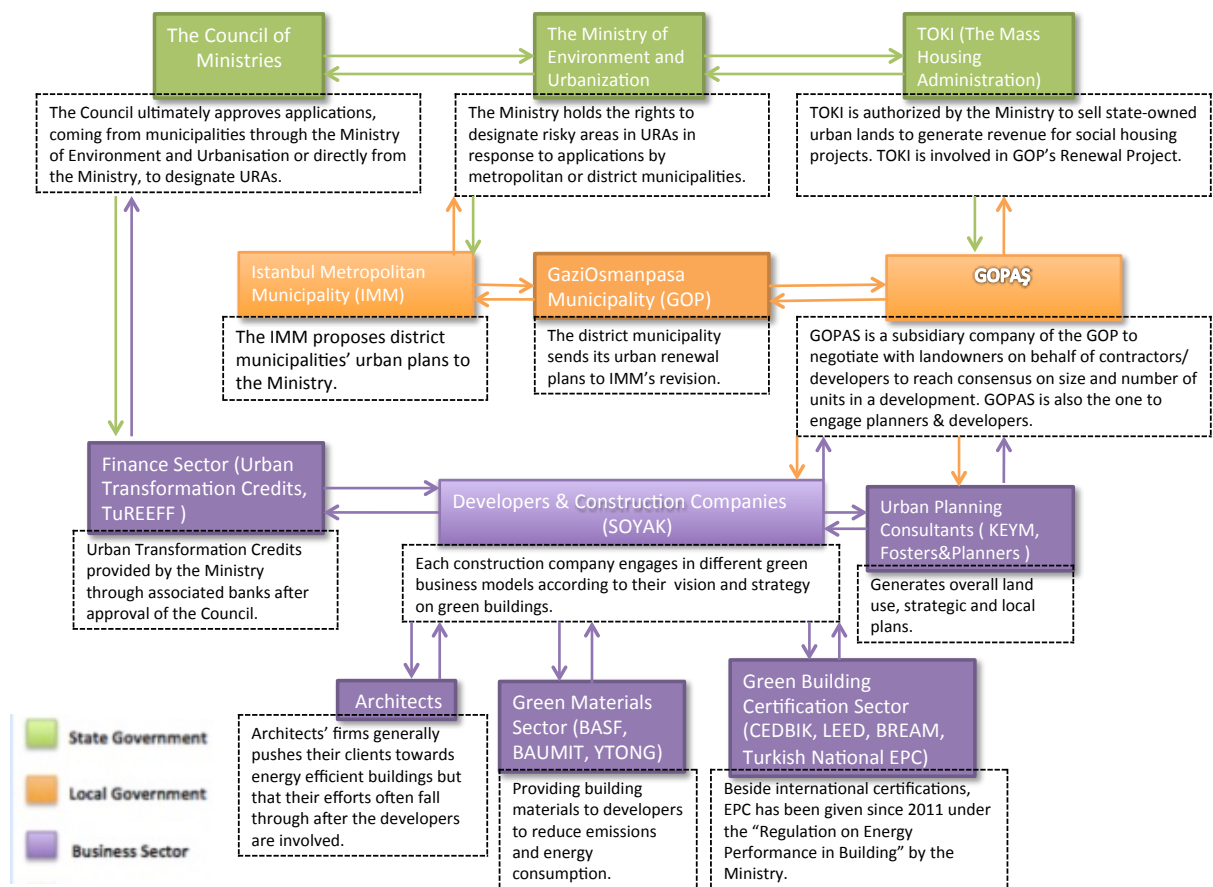 The Council of
Ministries
The Ministry of
Environment and
Urbanization
TOKI (The Mass
Housing
Administration)
The Council ultimately approves applications,
coming from municipalities through the Ministry
of Environment and Urbanisation or directly from
the Ministry, to designate URAs.
The Ministry holds the rights to
designate risky areas in URAs in
response to applications by
metropolitan or district municipalities.
TOKI is authorized by the Ministry to sell state-owned
urban lands to generate revenue for social housing
projects. TOKI is involved in GOP’s Renewal Project.
Istanbul Metropolitan
Municipality (IMM)
GaziOsmanpasa
Municipality (GOP)
GOPAŞ
The IMM proposes district
municipalities’ urban plans to
the Ministry.
The district municipality
sends its urban renewal
plans to IMM’s revision.
GOPAS is a subsidiary company of the GOP to
negotiate with landowners on behalf of contractors/
developers to reach consensus on size and number of
units in a development. GOPAS is also the one to
engage planners & developers.
Finance Sector (Urban
Transformation Credits,
TuREEFF )
Developers & Construction Companies
(SOYAK)
Urban Planning
Consultants ( KEYM,
Fosters&Planners )
Urban Transformation Credits
provided by the Ministry
through associated banks after
approval of the Council.
Each construction company engages in different green
business models according to their vision and strategy
on green buildings.
Generates overall land
use, strategic and local
plans.
Architects
Green Materials
Sector (BASF,
BAUMIT, YTONG)
Green Building
Certification Sector
(CEDBIK, LEED, BREAM,
Turkish National EPC)
Architects’ firms generally
pushes their clients towards
energy efficient buildings but
that their efforts often fall
through after the developers
are involved.
Providing building
materials to developers
to reduce emissions
and energy
consumption.
Beside international certifications,
EPC has been given since 2011 under
the “Regulation on Energy
Performance in Building” by the
Ministry.
State Government
Local Government
Business Sector